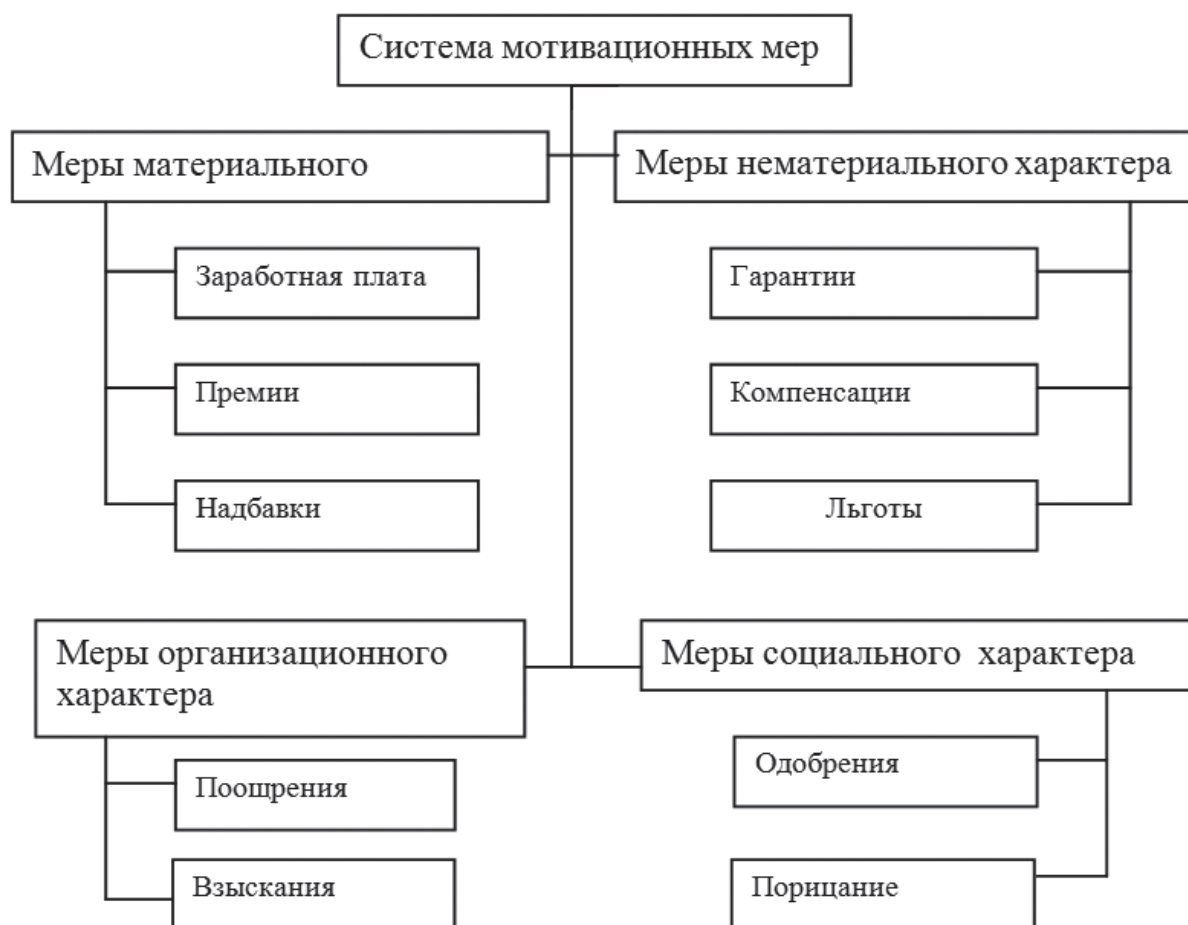 Система мотивационных мер
Меры материального
Заработная плата
Премии
Надбавки
Меры нематериального характера
Гарантии
Компенсации
Льготы
Меры организационного
характера
Поощрения
Взыскания
Меры социального характера
Одобрения
Порицание